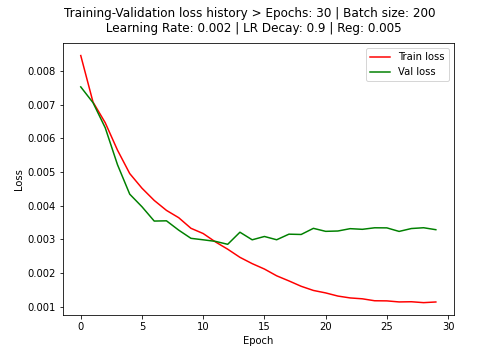 Training-Validation loss history > Epochs: 30 | Batch size: 200
Learning Rate: 0.002 | LR Decay: 0.9 | Reg: 0.005
Train loss
Val loss
0.008
0.007
0.006
0.005
0.004
0.003
0.002
0.001
Loss
0 5 10 15 20 25 30
Epoch